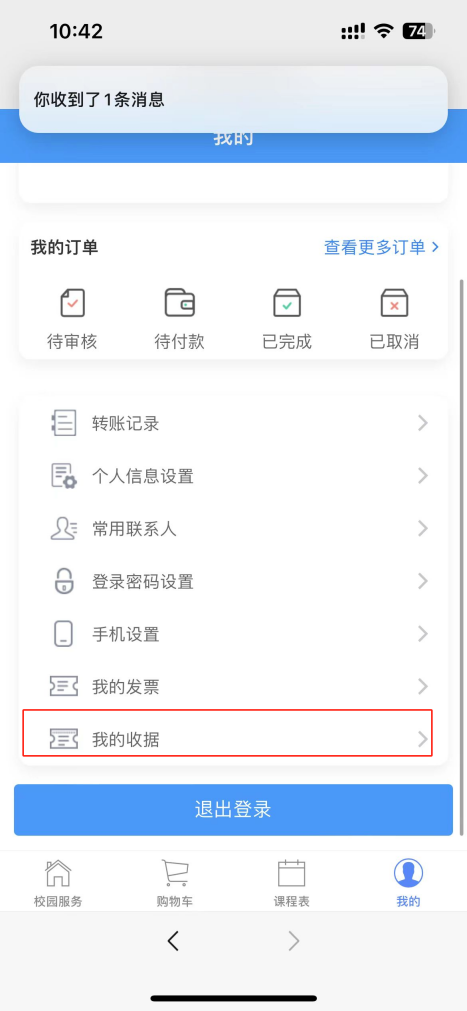 10:42
74
你收到了1条消息
我的
我的订单
查看更多订单
待审核
待付款
已完成
已取消
转账记录
个人信息设置
常用联系人
登录密码设置
手机设置
我的发票
我的收据
退出登录
校园服务
购物车
课程表
我的